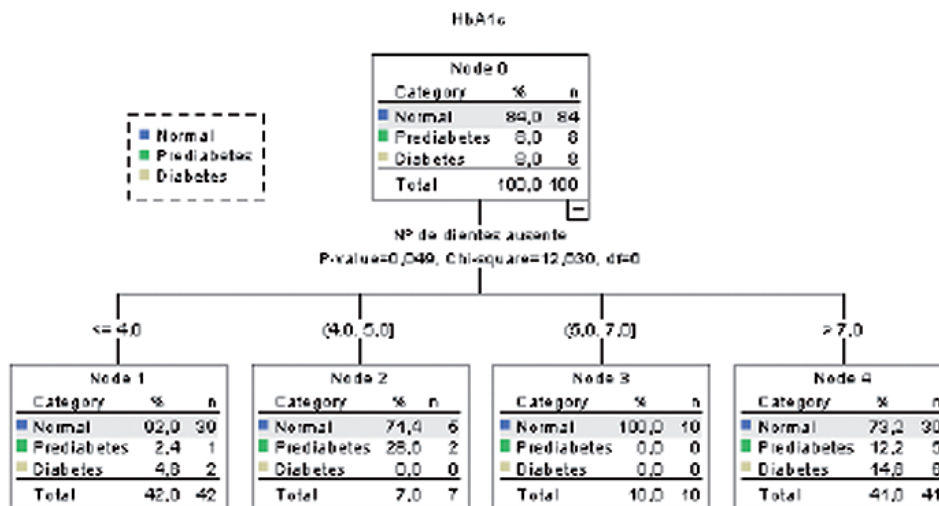 HbA1c
Node 0
Category % n
Normal 84,0 84
Prediabetes 8,0 8
Diabetes 8,0 8
Total 100,0 100
Normal
Prediabetes
Diabetes
Nº de dientes ausente
P-value=0,049, Chi-square=
<= 4,0
(4,0, 5,0]
(5,0, 7,0]
> 7,0
Node 1
Category % n
Normal 92,9 39
Prediabetes 2,4 1
Diabetes 4,8 2
Total 42,0 42
Node 2
Category % n
Normal 71,4 5
Prediabetes 28,6 2
Diabetes 0,0 0
Total 7,0 7
Node 3
Category % n
Normal 100,0 10
Prediabetes 0,0 0
Diabetes 0,0 0
Total 10,0 10
Node 4
Category % n
Normal 73,2 30
Prediabetes 12,2 5
Diabetes 14,6 6
Total 41,0 41